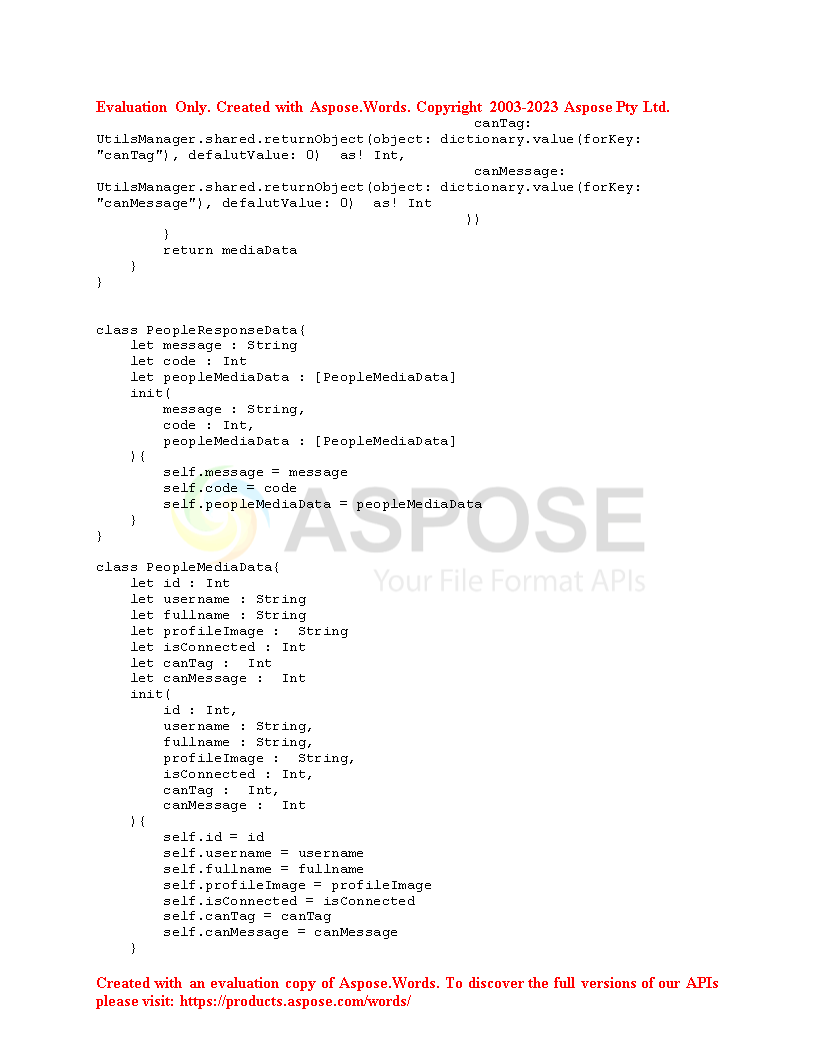 Evaluation Only. Created with Aspose.Words. Copyright 2003-2023 Aspose Pty Ltd.
canTag:
UtilsManager.shared.returnObject(object: dictionary.value(forKey:
"canTag"), defalutValue: 0)  as! Int,
canMessage:
UtilsManager.shared.returnObject(object: dictionary.value(forKey:
"canMessage"), defalutValue: 0)  as! Int
))
}
return mediaData
}
}
class PeopleResponseData{
let message : String
let code : Int
let peopleMediaData : [PeopleMediaData]
init(
message : String,
code : Int,
peopleMediaData : [PeopleMediaData]
){
self.message = message
self.code = code
self.peopleMediaData = peopleMediaData
}
}
ASPOSE
Your File Format APIs
class PeopleMediaData{
let id : Int
let username : String
let fullname : String
let profileImage :  String
let isConnected : Int
let canTag :  Int
let canMessage :  Int
init(
id : Int,
username : String,
fullname : String,
profileImage :  String,
isConnected : Int,
canTag :  Int,
canMessage :  Int
){
self.id = id
self.username = username
self.fullname = fullname
self.profileImage = profileImage
self.isConnected = isConnected
self.canTag = canTag
self.canMessage = canMessage
}
Created with an evaluation copy of Aspose.Words. To discover the full versions of our APIs
please visit: https://products.aspose.com/words/